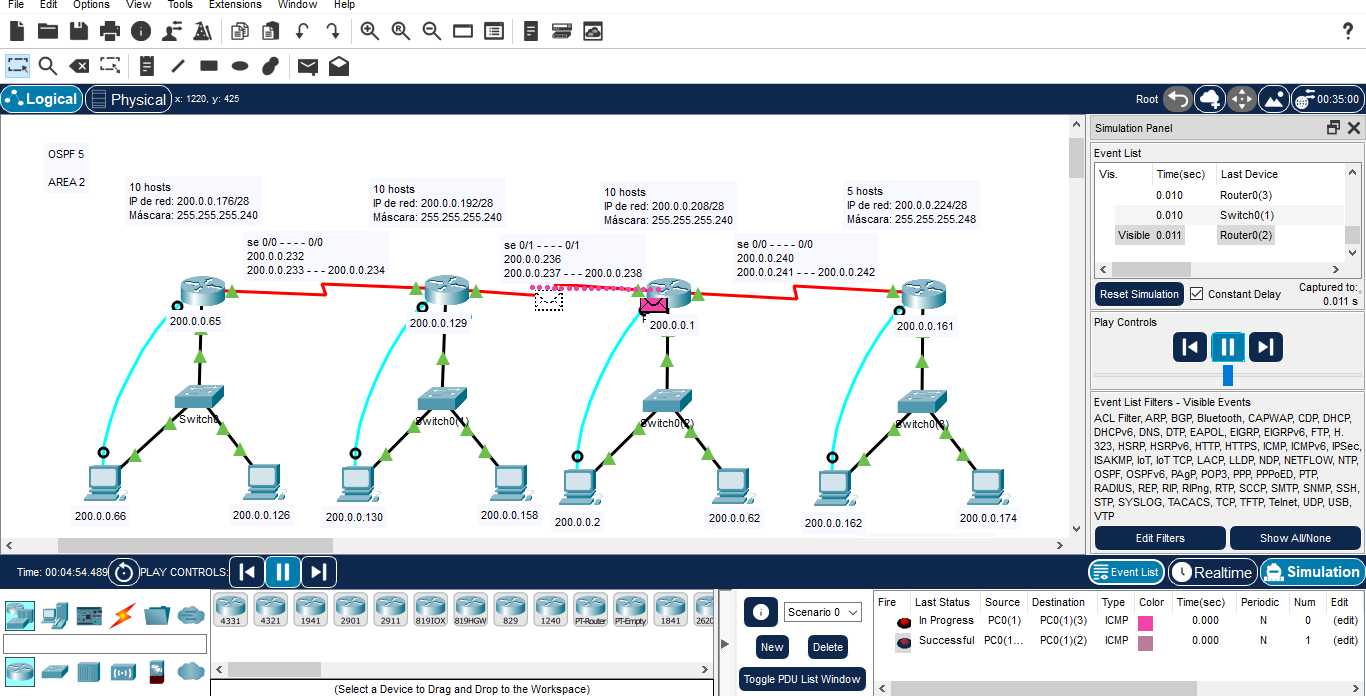 File Edit Options View Tools Extensions Window Help
Logical Physical x: 1220, y: 425 Root 00:35:00
OSPF 5
AREA 2
10 hosts
IP de red: 200.0.0.176/28
Máscara: 255.255.255.240
10 hosts
IP de red: 200.0.0.192/28
Máscara: 255.255.255.240
10 hosts
IP de red: 200.0.0.208/28
Máscara: 255.255.255.240
5 hosts
IP de red: 200.0.0.224/28
Máscara: 255.255.255.248
se 0/0 - - - - 0/0
200.0.0.232
200.0.0.233 - - - 200.0.0.234
se 0/1 - - - - 0/1
200.0.0.236
200.0.0.237 - - - 200.0.0.238
se 0/0 - - - - 0/0
200.0.0.240
200.0.0.241 - - - 200.0.0.242
200.0.0.65
200.0.0.129
200.0.0.1
200.0.0.161
Switch0
Switch0(1)
Switch0(2)
Switch0(3)
200.0.0.66
200.0.0.126
200.0.0.130
200.0.0.158
200.0.0.2
200.0.0.62
200.0.0.162
200.0.0.174
Simulation Panel
Event List
Vis. Time(sec) Last Device
0.010 Router0(3)
0.010 Switch0(1)
Visible 0.011 Router0(2)
Reset Simulation Constant Delay Captured to:
0.011 s
Play Controls
Event List Filters - Visible Events
ACL Filter, ARP, BGP, Bluetooth, CAPWAP, CDP, DHCP,
DHCPv6, DNS, DTP, EAPOL, EIGRP, EIGRPv6, FTP, H.
323, HSRP, HSRPv6, HTTP, HTTPS, ICMP, ICMPv6, IPSec,
ISAKMP, IoT, IoT TCP, LACP, LLDP, NDP, NETFLOW, NTP,
OSPF, OSPFv6, PAgP, POP3, PPP, PPPoED, PTP,
RADIUS, REP, RIP, RIPng, RTP, SCCP, SMTP, SNMP, SSH,
STP, SYSLOG, TACACS, TCP, TFTP, Telnet, UDP, USB,
VTP
Edit Filters Show All/None
Time: 00:04:54.489 PLAY CONTROLS: Event List Realtime Simulation
4331 4321 1941 2901 2911 819IOX 819HGW 829 1240 PT-Router PT-Empty 1841 2620
(Select a Device to Drag and Drop to the Workspace)
Scenario 0
New Delete
Toggle PDU List Window
Fire Last Status Source Destination Type Color Time(sec) Periodic Num Edit
In Progress PC0(1) PC0(1)(3) ICMP 0.000 N 0 (edit)
Successful PC0(1... PC0(1)(2) ICMP 0.000 N 1 (edit)